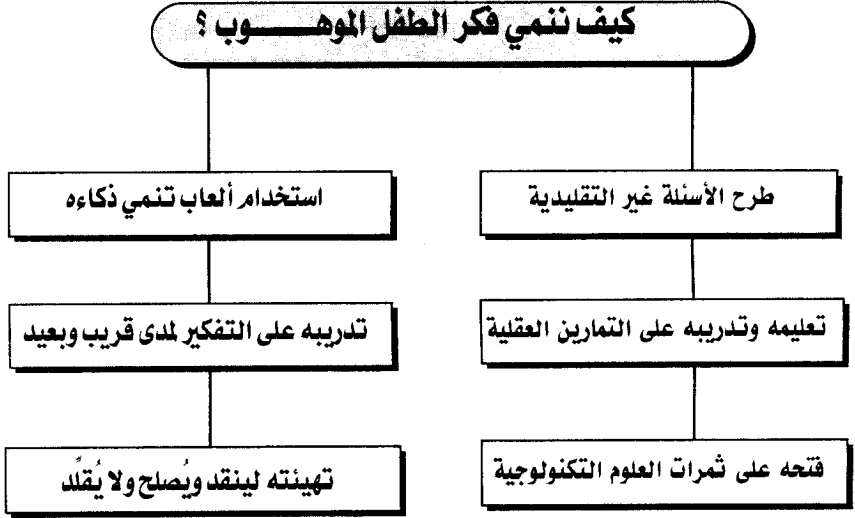 كيف ننمي فكر الطفل الموهـــــوب ؟
طرح الأسئلة غير التقليدية
استخدام ألعاب تنمي ذكاءه
تعليمه وتدريبه على التمارين العقلية
تدريبه على التفكير لمدى قريب وبعيد
فتحه على ثمرات العلوم التكنولوجية
تهيئته لينقد ويُصلح ولا يُقلِّد